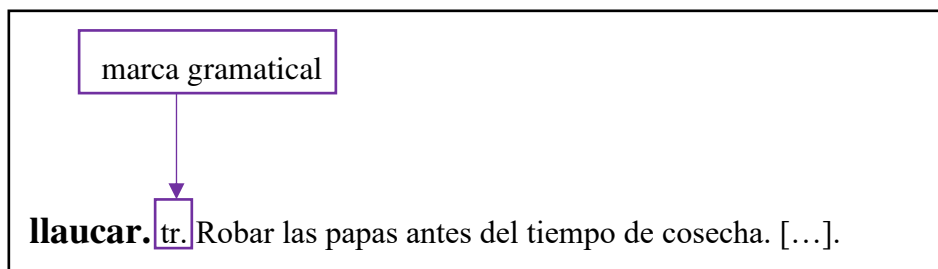 marca gramatical
llaucar. tr. Robar las papas antes del tiempo de cosecha. […].